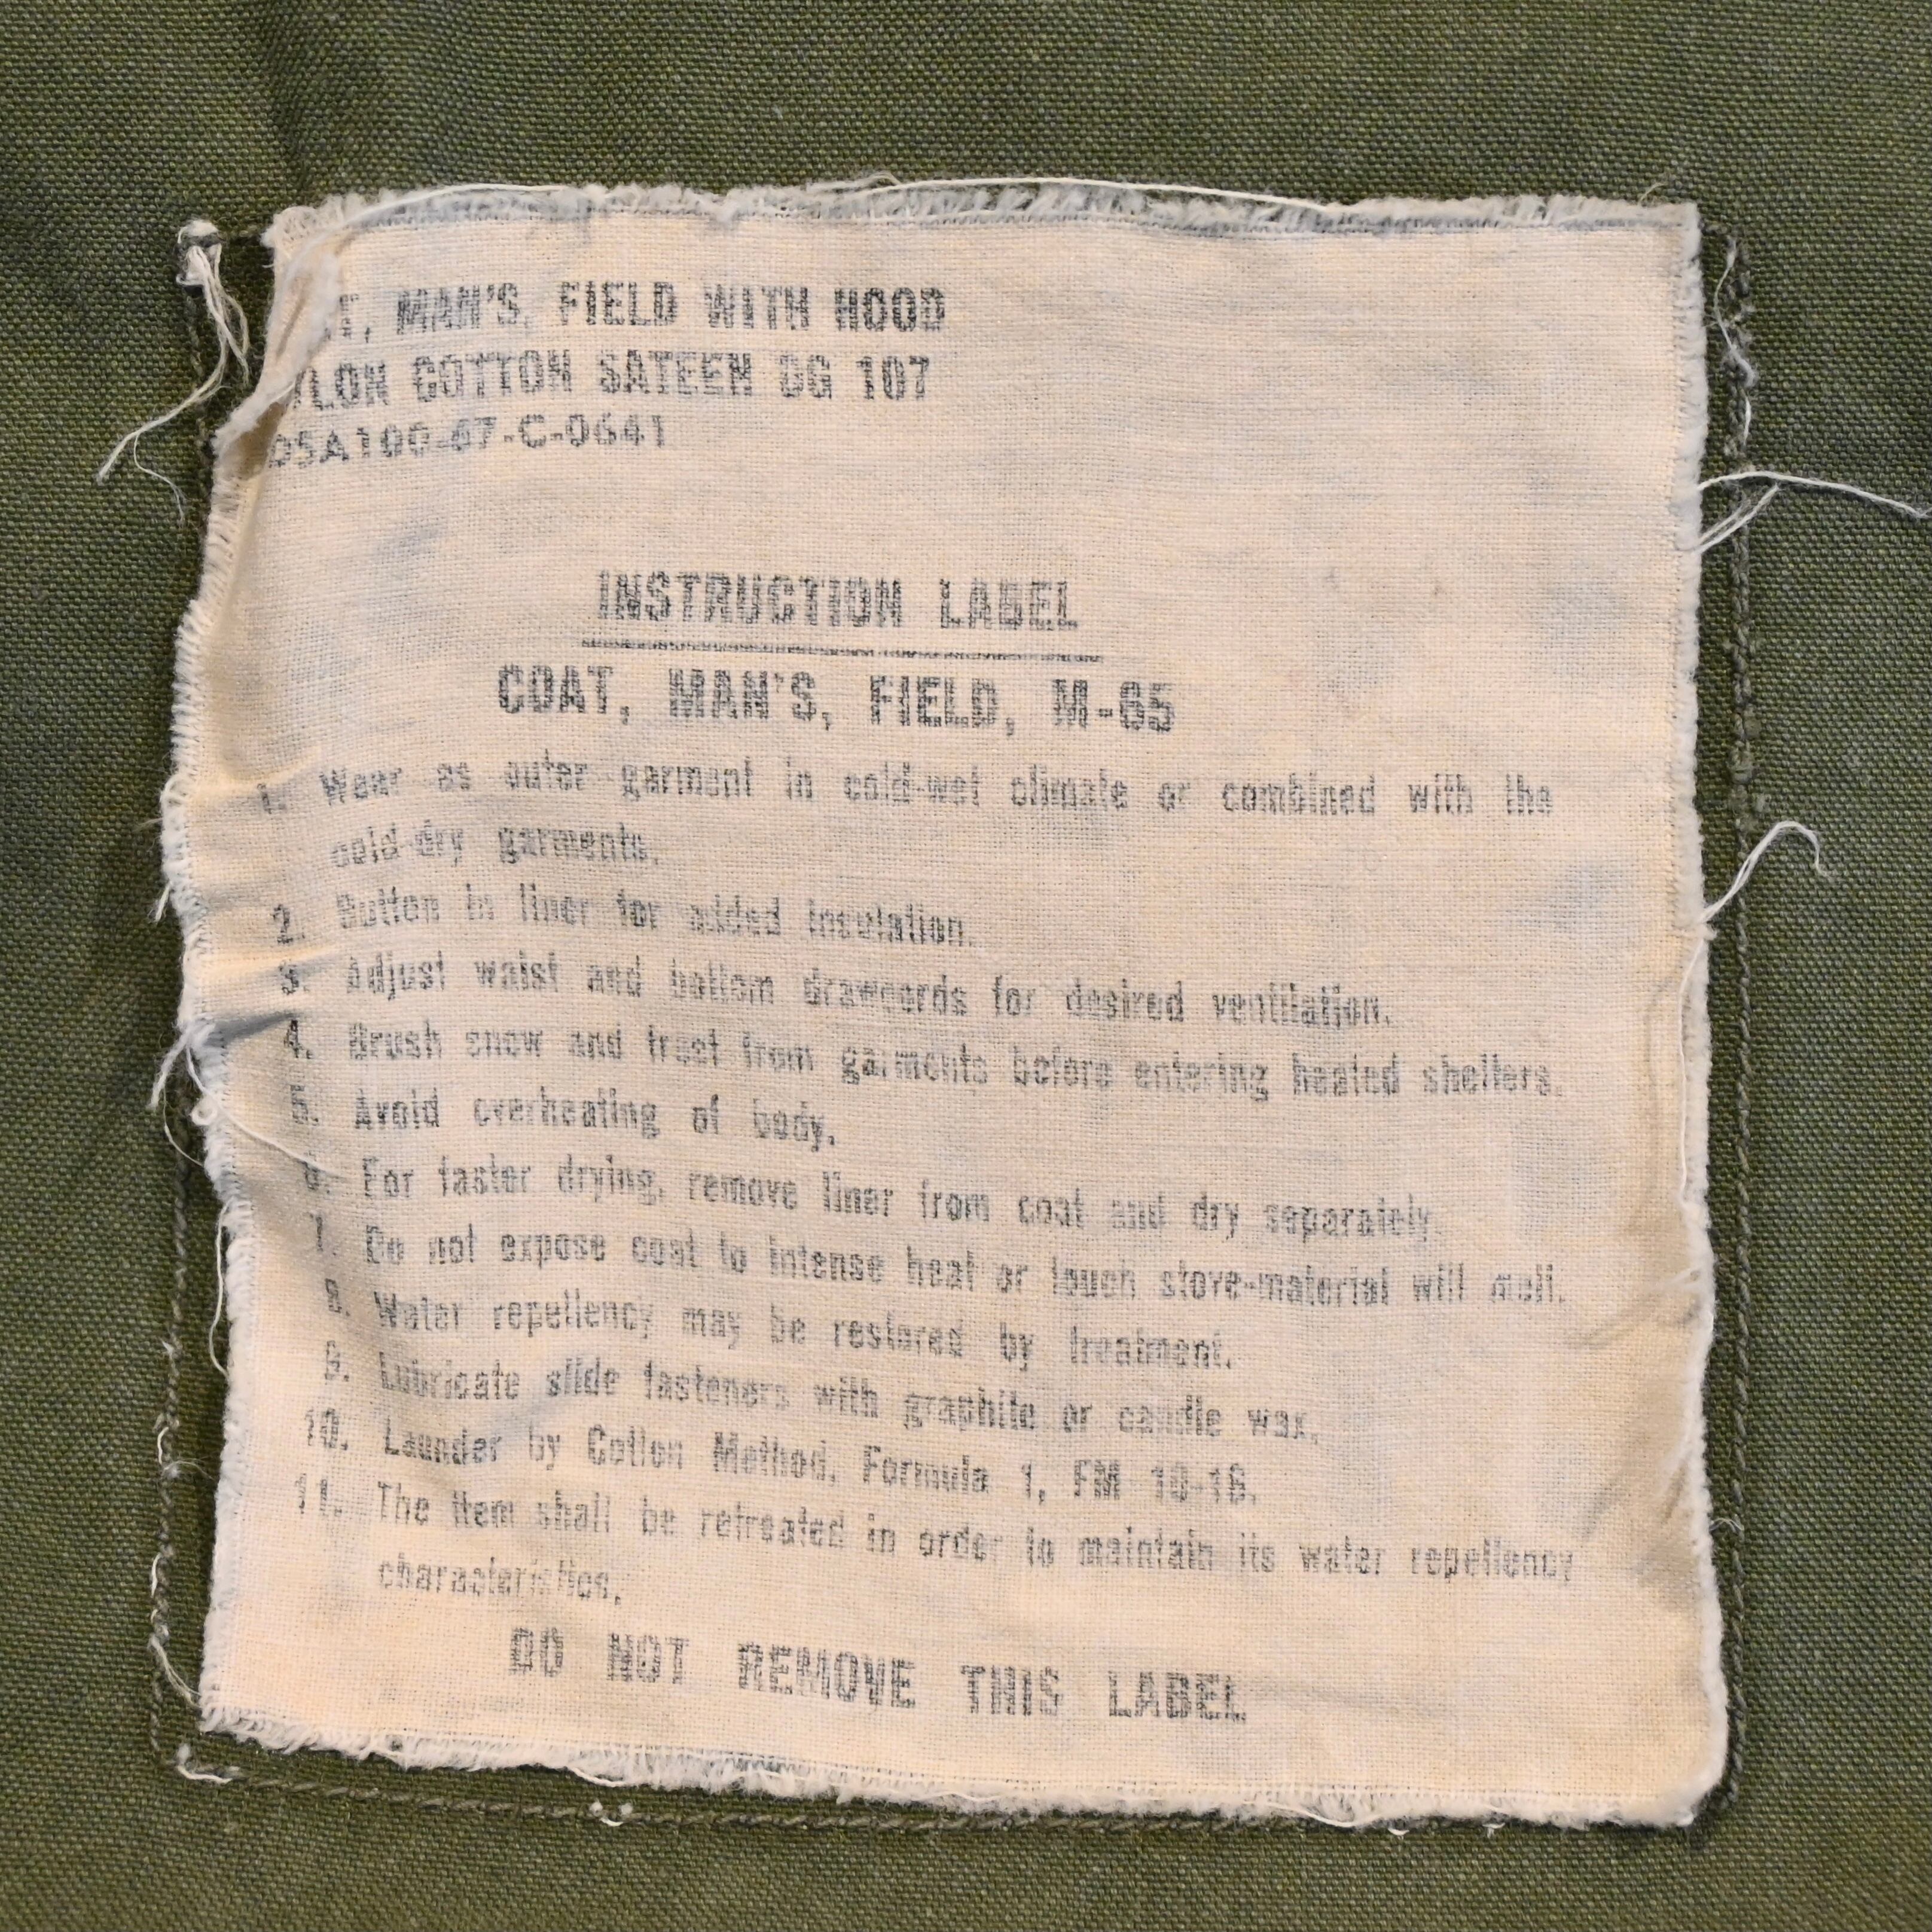 T, MAN'S, FIELD WITH HOOD
YLON COTTON SATEEN OG 107
DSA100-67-C-0641
INSTRUCTION LABEL
COAT, MAN'S, FIELD, M-65
1. Wear as outer garment in cold-wet climate or combined with the
cold-dry garments.
2. Button in liner for added insulation.
3. Adjust waist and bottom drawcords for desired ventilation.
4. Brush snow and frost from garments before entering heated shelters.
5. Avoid overheating of body.
6. For faster drying, remove liner from coat and dry separately.
7. Do not expose coat to intense heat or touch stove-material will melt.
8. Water repellency may be restored by treatment.
9. Lubricate slide fasteners with graphite or candle wax.
10. Launder by Cotton Method, Formula 1, FM 10-16.
11. The item shall be retreated in order to maintain its water repellency
characteristics.
DO NOT REMOVE THIS LABEL